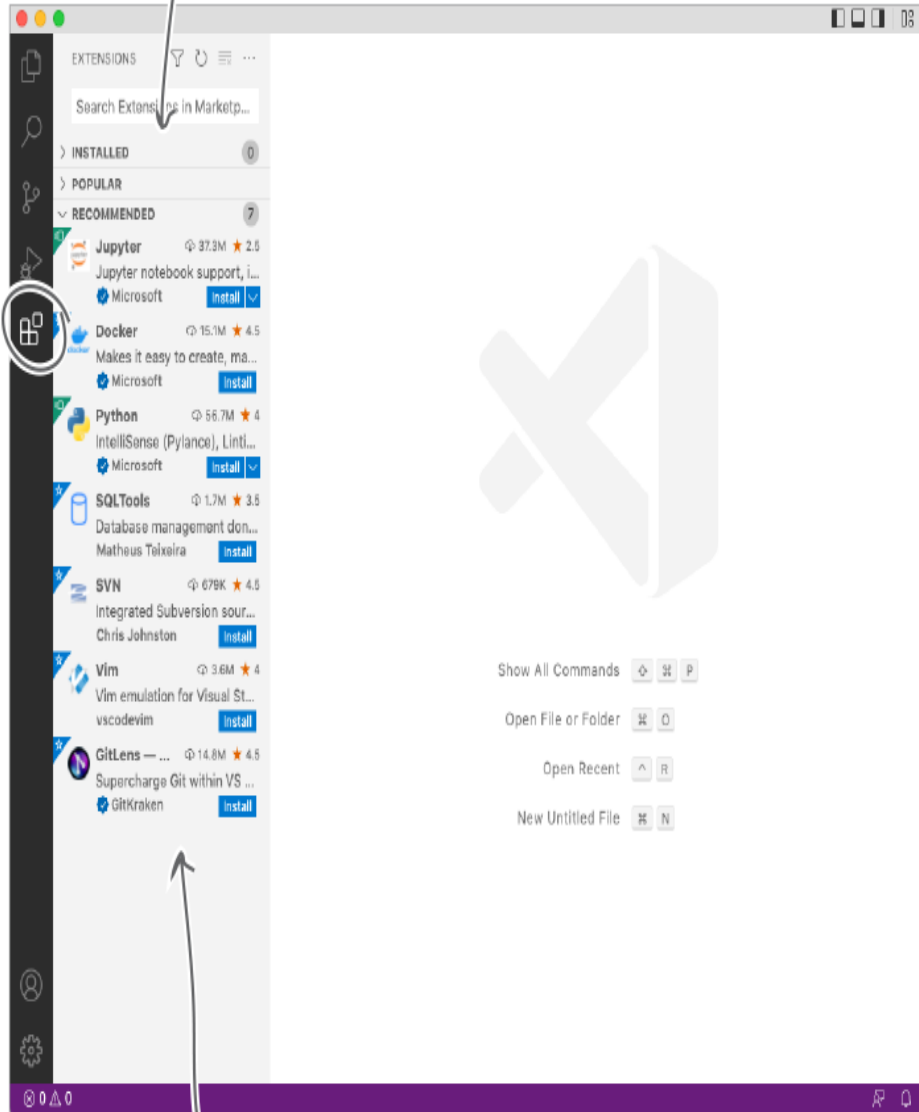 EXTENSIONS
Search Extensions in Marketp...
INSTALLED 0
POPULAR
RECOMMENDED 7
Jupyter 37.3M ★ 2.5
Jupyter notebook support, i...
Microsoft Install
Docker 15.1M ★ 4.5
docker
Makes it easy to create, ma...
Microsoft Install
Python 56.7M ★ 4
IntelliSense (Pylance), Linti...
Microsoft Install
SQLTools 1.7M ★ 3.5
Database management don...
Matheus Teixeira Install
SVN 679K ★ 4.5
Integrated Subversion sour...
Chris Johnston Install
Vim 3.6M ★ 4
Vim emulation for Visual St...
vscodevim Install
GitLens — ... 14.8M ★ 4.5
Supercharge Git within VS ...
GitKraken Install
Show All Commands ⇧ ⌘ P
Open File or Folder ⌘ O
Open Recent ^ R
New Untitled File ⌘ N
0 0